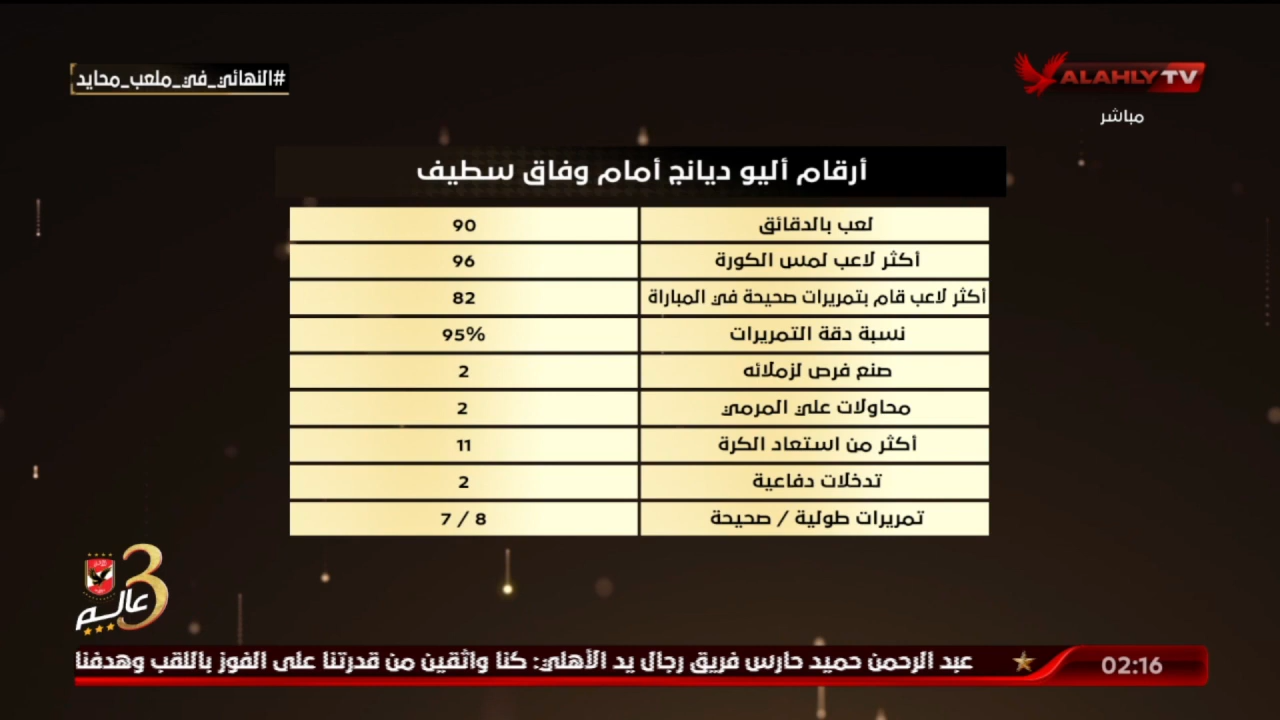 #النهائي_في_ملعب_محايد
ALAHLY TV
مباشر
أرقام أليو ديانج أمام وفاق سطيف
لعب بالدقائق 90
أكثر لاعب لمس الكورة 96
أكثر لاعب قام بتمريرات صحيحة في المباراة 82
نسبة دقة التمريرات 95%
صنع فرص لزملائه 2
محاولات علي المرمي 2
أكثر من استعاد الكرة 11
تدخلات دفاعية 2
تمريرات طولية / صحيحة 7 / 8
3
عالم
عبد الرحمن حميد حارس فريق رجال يد الأهلي: كنا واثقين من قدرتنا على الفوز باللقب وهدفنا
02:16